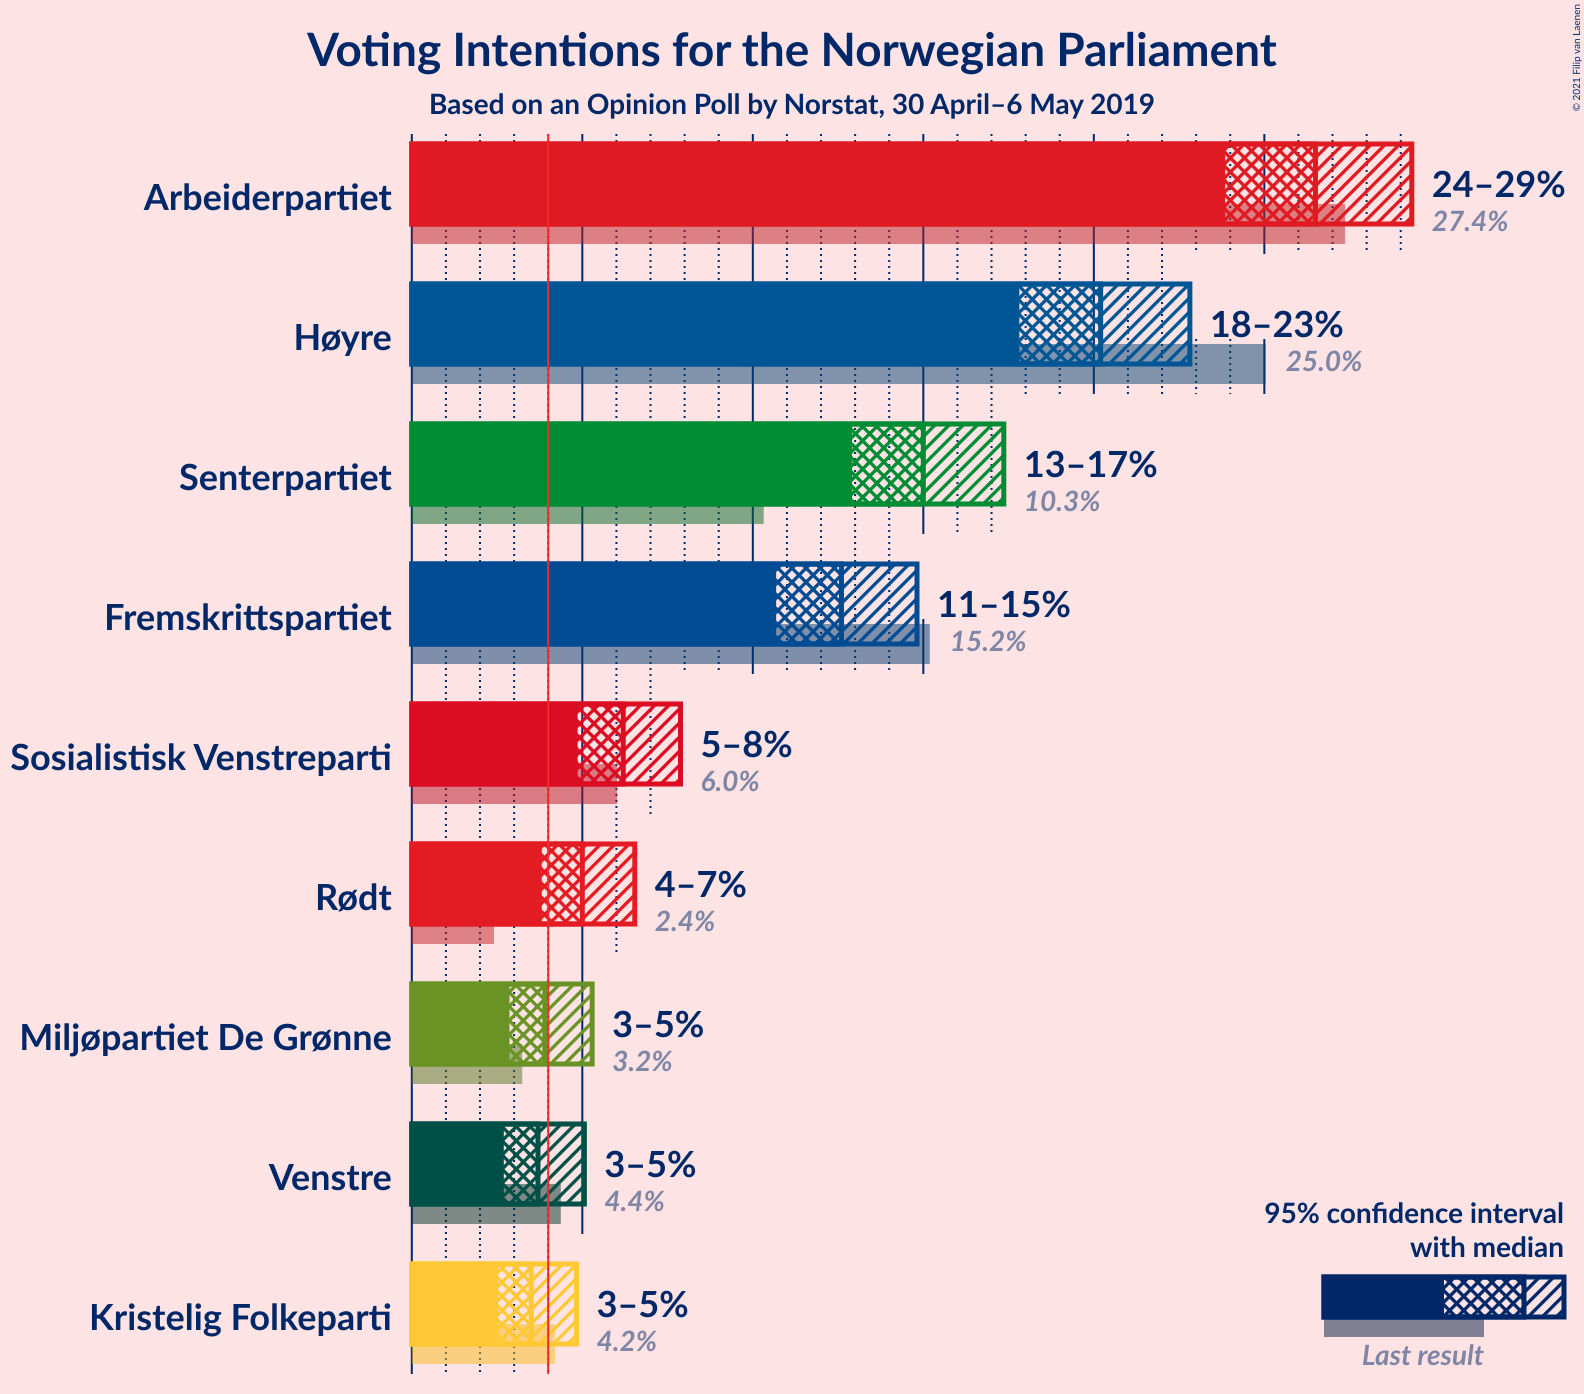 Voting Intentions for the Norwegian Parliament
Based on an Opinion Poll by Norstat, 30 April–6 May 2019
© 2021 Filip van Laenen
Arbeiderpartiet
24–29%
27.4%
Høyre
18–23%
25.0%
Senterpartiet
13–17%
10.3%
Fremskrittspartiet
11–15%
15.2%
Sosialistisk Venstreparti
5–8%
6.0%
Rødt
4–7%
2.4%
Miljøpartiet De Grønne
3–5%
3.2%
Venstre
3–5%
4.4%
Kristelig Folkeparti
3–5%
4.2%
95% confidence interval
with median
Last result